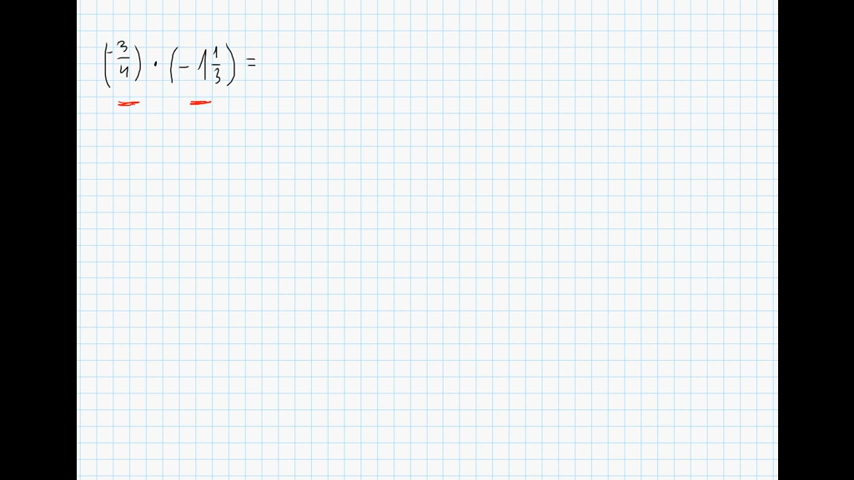 (-3/4) · (-1 1/3) =